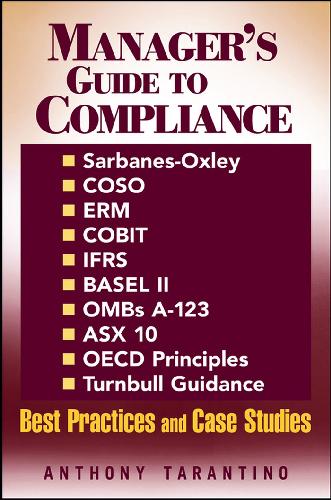 MANAGER'S
GUIDE TO
COMPLIANCE
■ Sarbanes-Oxley
■ COSO
■ ERM
■ COBIT
■ IFRS
■ BASEL II
■ OMBs A-123
■ ASX 10
■ OECD Principles
■ Turnbull Guidance
Best Practices and Case Studies
ANTHONY TARANTINO